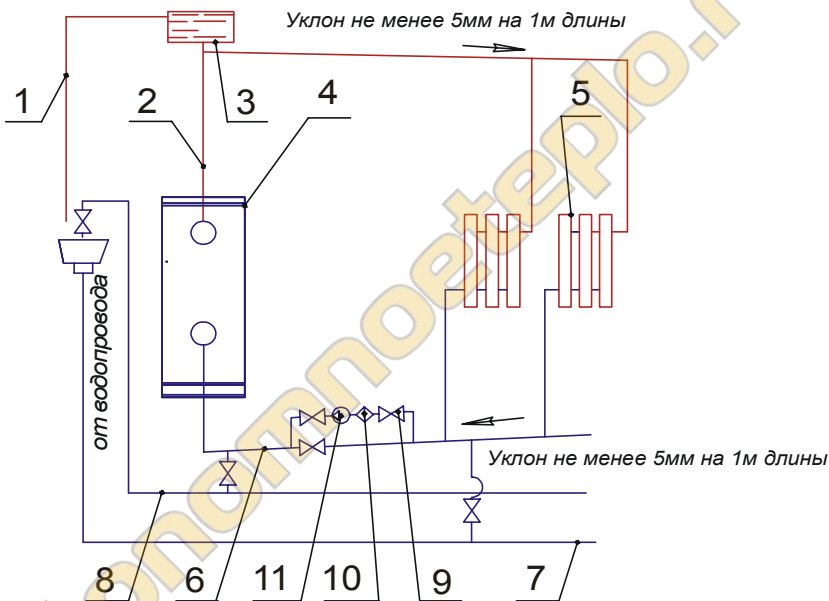 Уклон не менее 5мм на 1м длины
1
2
3
4
5
от водопровода
Уклон не менее 5мм на 1м длины
8
6
11
10
9
7
onomnoeteplo.r